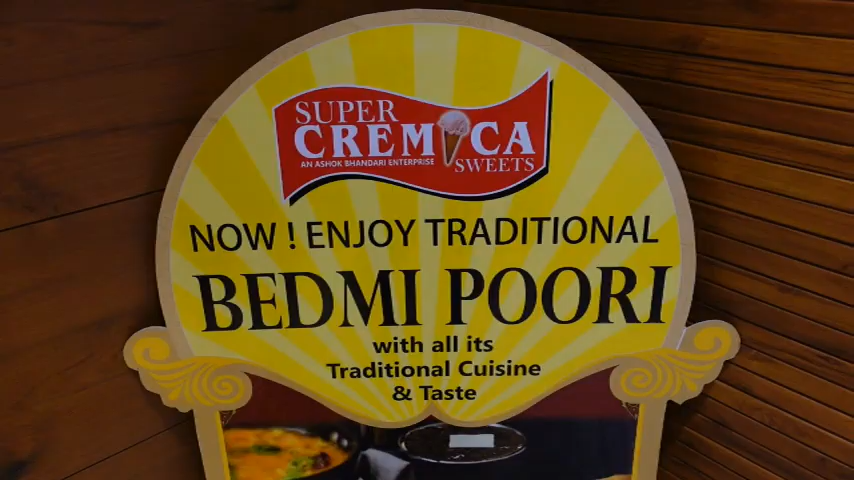 SUPER
CREMICA
AN ASHOK BHANDARI ENTERPRISE
SWEETS
NOW ! ENJOY TRADITIONAL
BEDMI POORI
with all its
Traditional Cuisine
& Taste